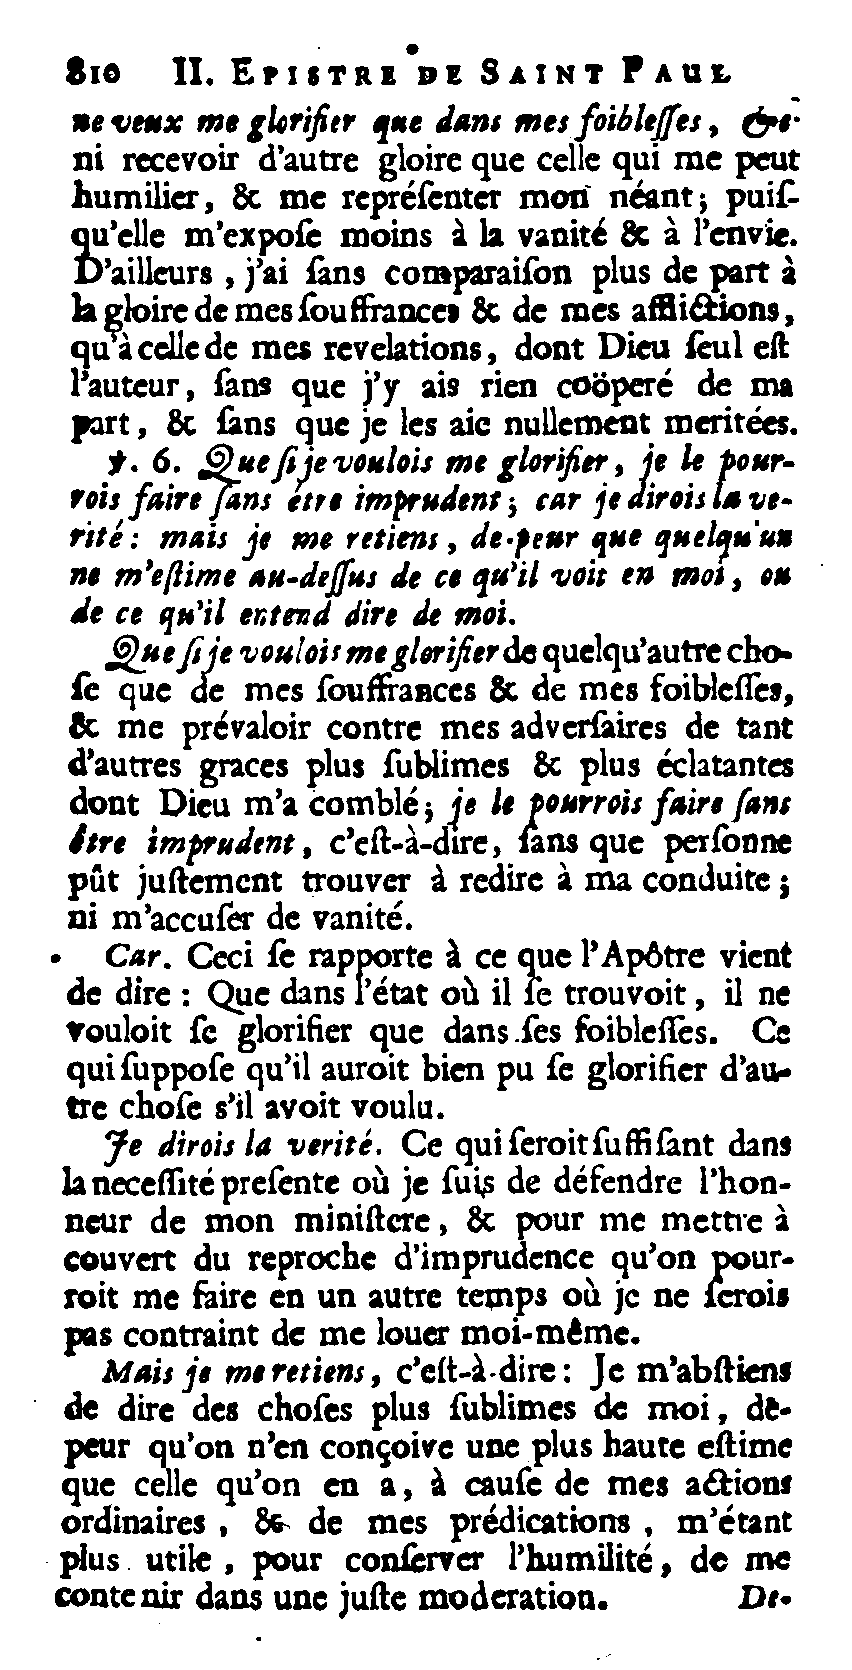 810 II. EPISTRE DE SAINT PAUL
ne veux me glorifier que dans mes foiblesses, &
ni recevoir d'autre gloire que celle qui me peut
humilier, & me repréſenter mon néant; puiſ-
qu'elle m'expoſe moins à la vanité & à l'envie.
D'ailleurs, j'ai ſans comparaiſon plus de part à
la gloire de mes ſouffrances & de mes afflictions,
qu'à celle de mes revelations, dont Dieu ſeul eſt
l'auteur, ſans que j'y ais rien coöperé de ma
part, & ſans que je les aie nullement meritées.
℣. 6. Que ſi je voulois me glorifier, je le pour-
rois faire ſans être imprudent; car je dirois la ve-
rité: mais je me retiens, de-peur que quelqu'un
ne m'eſtime au-deſſus de ce qu'il voit en moi, ou
de ce qu'il entend dire de moi.
Que ſi je voulois me glorifier de quelqu'autre cho-
ſe que de mes ſouffrances & de mes foibleſſes,
& me prévaloir contre mes adverſaires de tant
d'autres graces plus ſublimes & plus éclatantes
dont Dieu m'a comblé; je le pourrois faire ſans
être imprudent, c'eſt-à-dire, ſans que perſonne
pût juſtement trouver à redire à ma conduite;
ni m'accuſer de vanité.
Car. Ceci ſe rapporte à ce que l'Apôtre vient
de dire: Que dans l'état où il ſe trouvoit, il ne
vouloit ſe glorifier que dans ſes foibleſſes. Ce
qui ſuppoſe qu'il auroit bien pu ſe glorifier d'au-
tre choſe s'il avoit voulu.
Je dirois la verité. Ce qui ſeroit ſuffiſant dans
la neceſſité preſente où je ſuis de défendre l'hon-
neur de mon miniſtere, & pour me mettre à
couvert du reproche d'imprudence qu'on pour-
roit me faire en un autre temps où je ne ſerois
pas contraint de me louer moi-même.
Mais je me retiens, c'eſt-à-dire: Je m'abſtiens
de dire des choſes plus ſublimes de moi, de-
peur qu'on n'en conçoive une plus haute eſtime
que celle qu'on en a, à cauſe de mes actions
ordinaires, & de mes prédications, m'étant
plus utile, pour conſerver l'humilité, de me
contenir dans une juſte moderation. De-